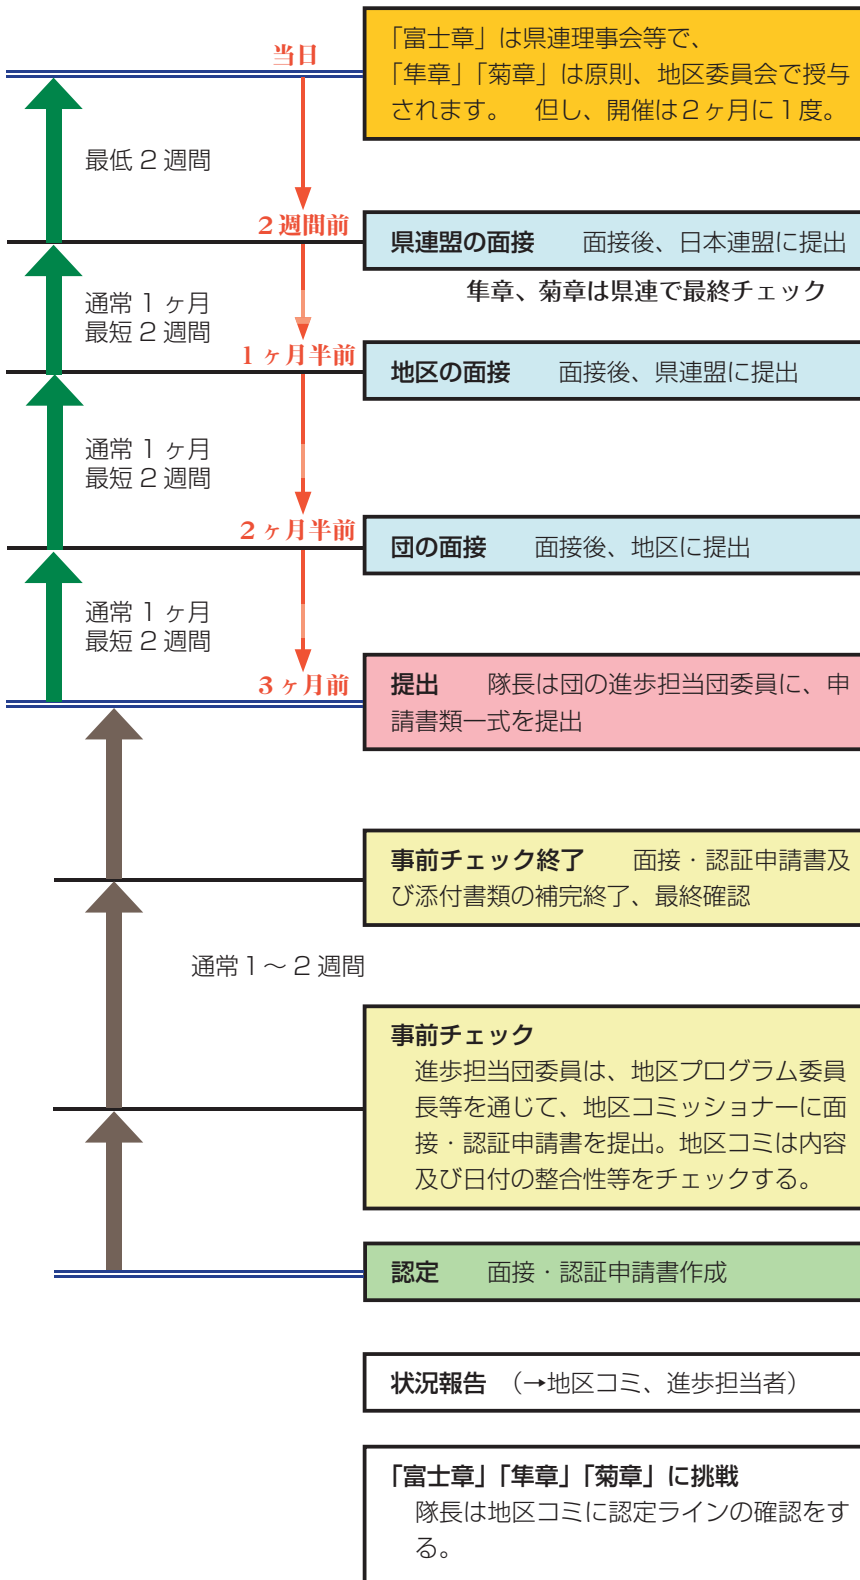 当日
「富士章」は県連理事会等で、
「隼章」「菊章」は原則、地区委員会で授与
されます。　但し、開催は２ヶ月に１度。
最低 2 週間
2 週間前
県連盟の面接　　面接後、日本連盟に提出
隼章、菊章は県連で最終チェック
通常 1 ヶ月
最短 2 週間
1 ヶ月半前
地区の面接　　面接後、県連盟に提出
通常 1 ヶ月
最短 2 週間
2 ヶ月半前
団の面接　　面接後、地区に提出
通常 1 ヶ月
最短 2 週間
3 ヶ月前
提出　　隊長は団の進歩担当団委員に、申
請書類一式を提出
事前チェック終了　　面接・認証申請書及
び添付書類の補完終了、最終確認
通常１～ 2 週間
事前チェック
進歩担当団委員は、地区プログラム委員
長等を通じて、地区コミッショナーに面
接・認証申請書を提出。地区コミは内容
及び日付の整合性等をチェックする。
認定　　面接・認証申請書作成
状況報告　（→地区コミ、進歩担当者）
「富士章」「隼章」「菊章」に挑戦
隊長は地区コミに認定ラインの確認をす
る。